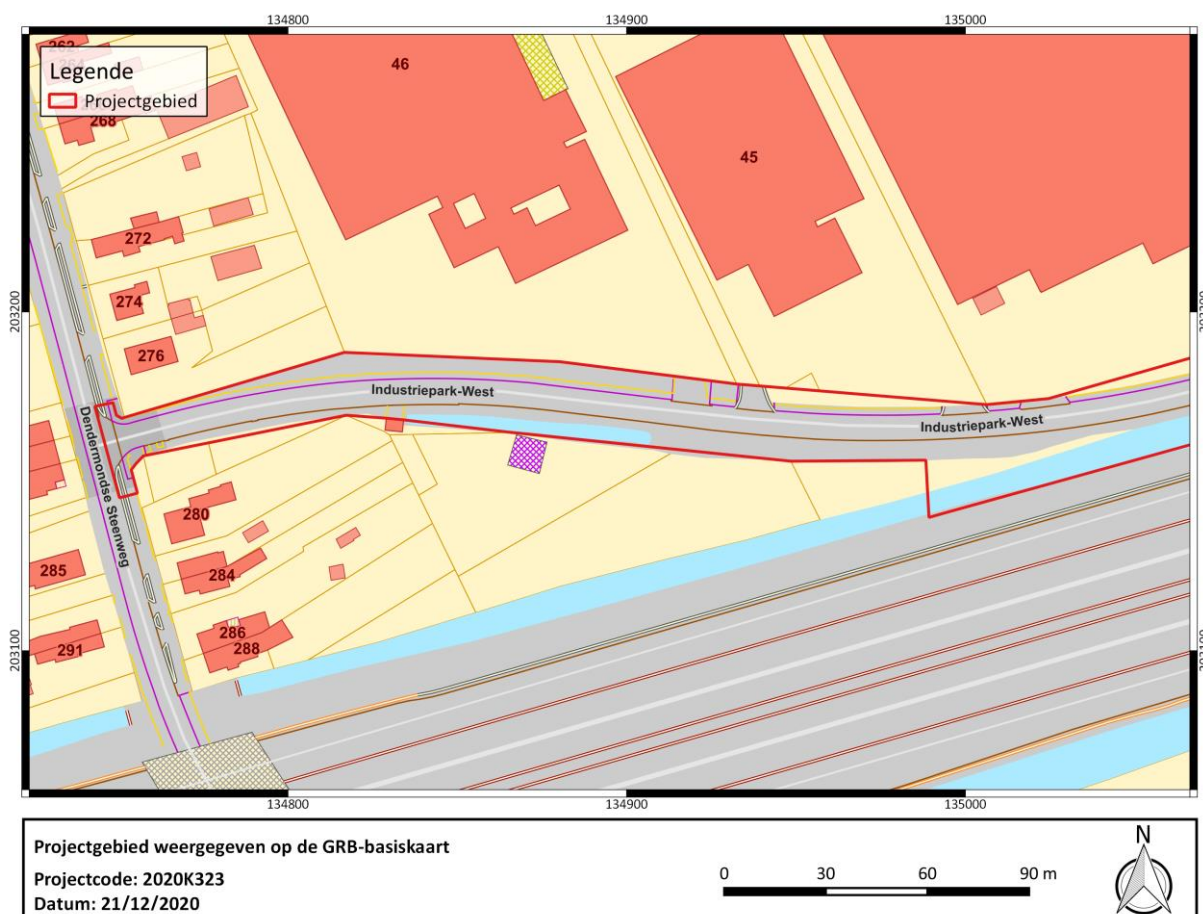 134800
134900
135000
262
264
Legende
Projectgebied
268
46
45
272
274
276
203200
203200
Industriepark-West
Industriepark-West
Dendermondse Steenweg
280
284
285
286
288
291
203100
203100
134800
134900
135000
Projectgebied weergegeven op de GRB-basiskaart
Projectcode: 2020K323
Datum: 21/12/2020
0 30 60 90 m
N